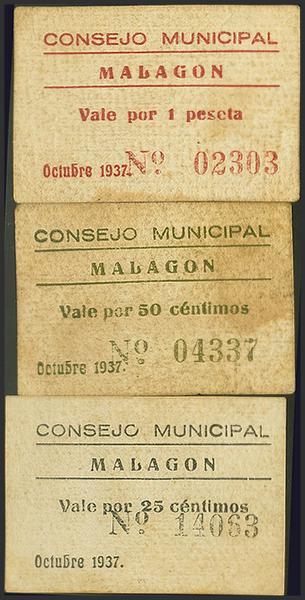 CONSEJO MUNICIPAL
MALAGON
Vale por 1 peseta
Octubre 1937. Nº 02303
CONSEJO MUNICIPAL
MALAGON
Vale por 50 céntimos
Nº 04337
Octubre 1937.
CONSEJO MUNICIPAL
MALAGON
Vale por 25 céntimos
Nº 14063
Octubre 1937.